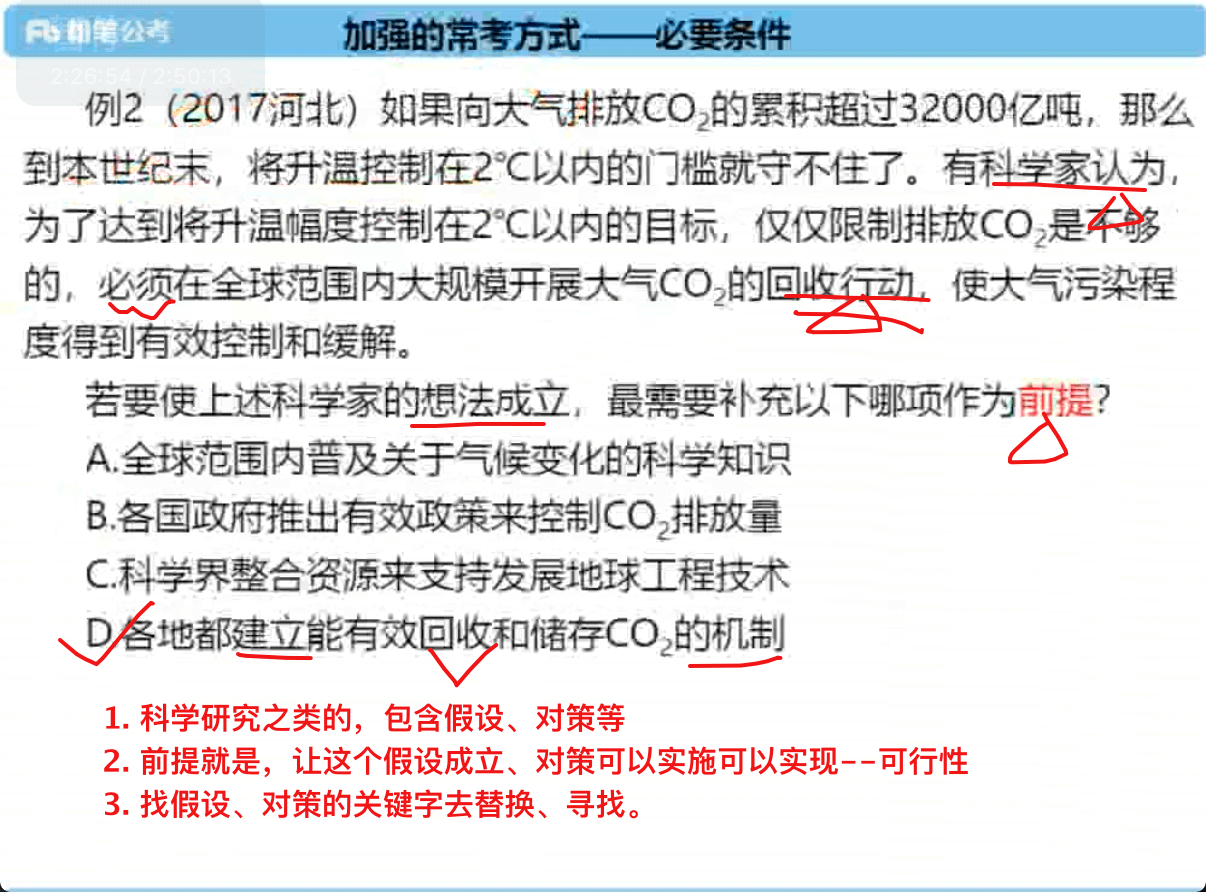 粉笔公考
加强的常考方式——必要条件
2:26:54 / 2:50:13
例2（2017河北）如果向大气排放CO₂的累积超过32000亿吨，那么
到本世纪末，将升温控制在2℃以内的门槛就守不住了。有科学家认为，
为了达到将升温幅度控制在2℃以内的目标，仅仅限制排放CO₂是不够
的，必须在全球范围内大规模开展大气CO₂的回收行动，使大气污染程
度得到有效控制和缓解。
若要使上述科学家的想法成立，最需要补充以下哪项作为前提?
A.全球范围内普及关于气候变化的科学知识
B.各国政府推出有效政策来控制CO₂排放量
C.科学界整合资源来支持发展地球工程技术
D.各地都建立能有效回收和储存CO₂的机制
1. 科学研究之类的，包含假设、对策等
2. 前提就是，让这个假设成立、对策可以实施可以实现--可行性
3. 找假设、对策的关键字去替换、寻找。